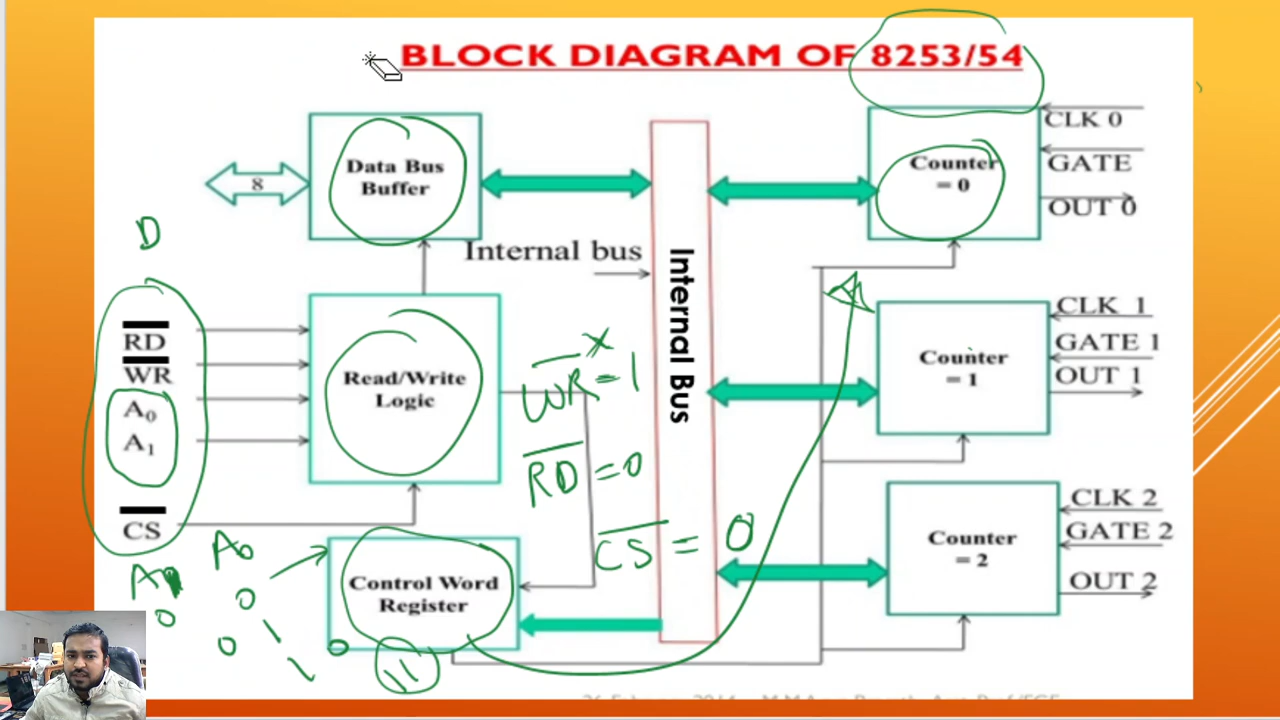 BLOCK DIAGRAM OF 8253/54
Data Bus
Buffer
8
Internal bus
Internal Bus
Counter
= 0
CLK 0
GATE
OUT 0
D
RD
WR
A0
A1
CS
Read/Write
Logic
WR = 1
X
RD = 0
CS = 0
Counter
= 1
CLK 1
GATE 1
OUT 1
Counter
= 2
CLK 2
GATE 2
OUT 2
Control Word
Register
A0
0
0
0 1
1 0
11